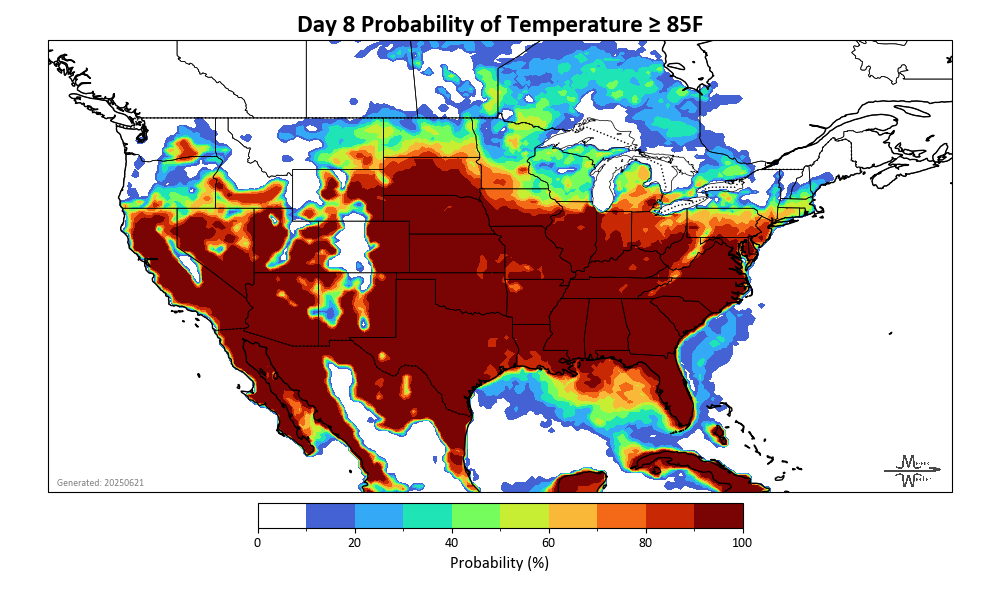 Day 8 Probability of Temperature ≥ 85F
Generated: 20250621
0 20 40 60 80 100
Probability (%)